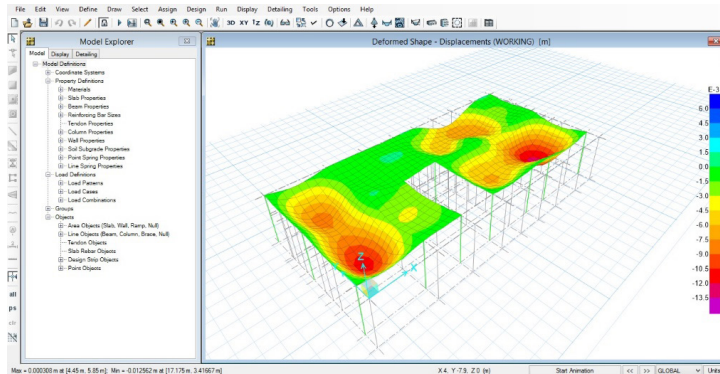 File Edit View Define Draw Select Assign Design Run Display Detailing Tools Options Help
3D XY
Model Explorer
Model Display Detailing
Model Definitions
Coordinate Systems
Property Definitions
Materials
Slab Properties
Beam Properties
Reinforcing Bar Sizes
Tendon Properties
Column Properties
Wall Properties
Soil Subgrade Properties
Point Spring Properties
Line Spring Properties
Load Definitions
Load Patterns
Load Cases
Load Combinations
Groups
Objects
Area Objects (Slab, Wall, Ramp, Null)
Line Objects (Beam, Column, Brace, Null)
Tendon Objects
Slab Rebar Objects
Design Strip Objects
Point Objects
all
ps
clr
Deformed Shape - Displacements (WORKING) [m]
E-3
6.0
4.5
3.0
1.5
0.0
-1.5
-3.0
-4.5
-6.0
-7.5
-9.0
-10.5
-12.0
-13.5
Z
X
Max = 0.000308 m at [4.45 m, 5.85 m]; Min = -0.012562 m at [17.175 m, 3.41667 m]
X 4, Y -7.9, Z 0 (m)
Start Animation
<< >>
GLOBAL
Units